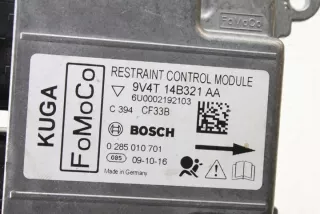 FoMoCo
KUGA
FoMoCo
RESTRAINT CONTROL MODULE
9V4T 14B321 AA
6U0002192103
C 394 CF33B
BOSCH
0 285 010 701
085 09-10-16
Made in Germany